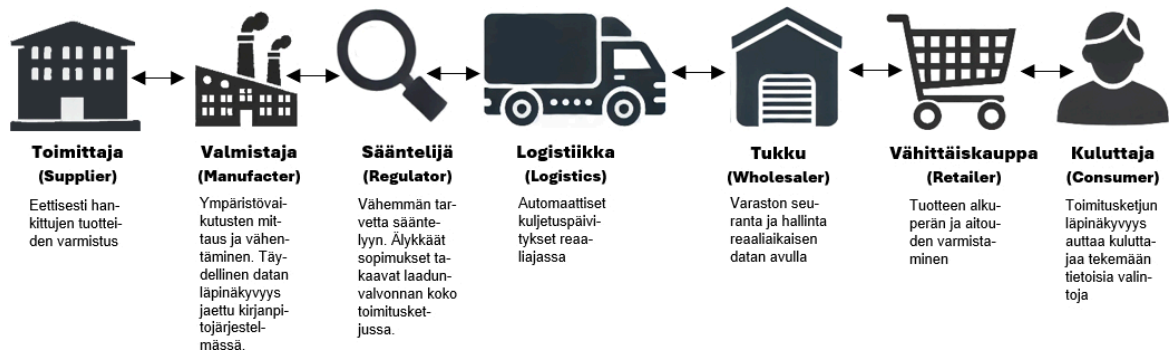 Toimittaja
(Supplier)
Eettisesti han-
kittujen tuottei-
den varmistus
Valmistaja
(Manufacter)
Ympäristövai-
kutusten mit-
taus ja vähen-
täminen. Täy-
dellinen datan
läpinäkyvyys
jaettu kirjanpi-
tojärjestel-
mässä.
Sääntelijä
(Regulator)
Vähemmän tar-
vetta säänte-
lyyn. Älykkäät
sopimukset ta-
kaavat laadun-
valvonnan koko
toimitusket-
jussa.
Logistiikka
(Logistics)
Automaattiset
kuljetuspäivi-
tykset reaa-
liajassa
Tukku
(Wholesaler)
Varaston seu-
ranta ja hallinta
reaaliaikaisen
datan avulla
Vähittäiskauppa
(Retailer)
Tuotteen alku-
perän ja aitou-
den varmista-
minen
Kuluttaja
(Consumer)
Toimitusketjun
läpinäkyvyys
auttaa kulutta-
jaa tekemään
tietoisia valin-
toja